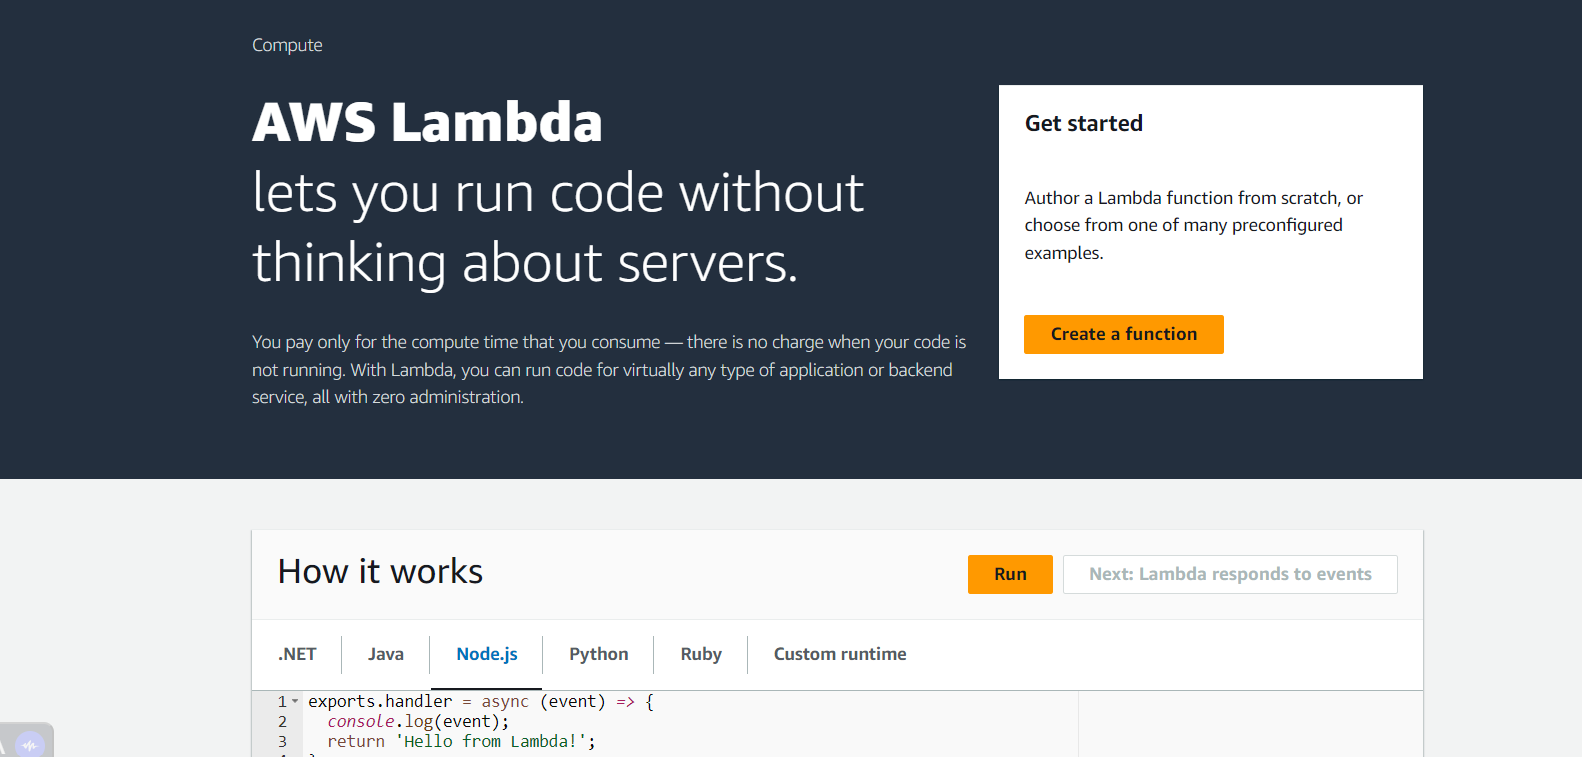 Compute
AWS Lambda
lets you run code without
thinking about servers.
You pay only for the compute time that you consume — there is no charge when your code is
not running. With Lambda, you can run code for virtually any type of application or backend
service, all with zero administration.
Get started
Author a Lambda function from scratch, or
choose from one of many preconfigured
examples.
Create a function
How it works
Run
Next: Lambda responds to events
.NET
Java
Node.js
Python
Ruby
Custom runtime
1 exports.handler = async (event) => {
2 console.log(event);
3 return 'Hello from Lambda!';